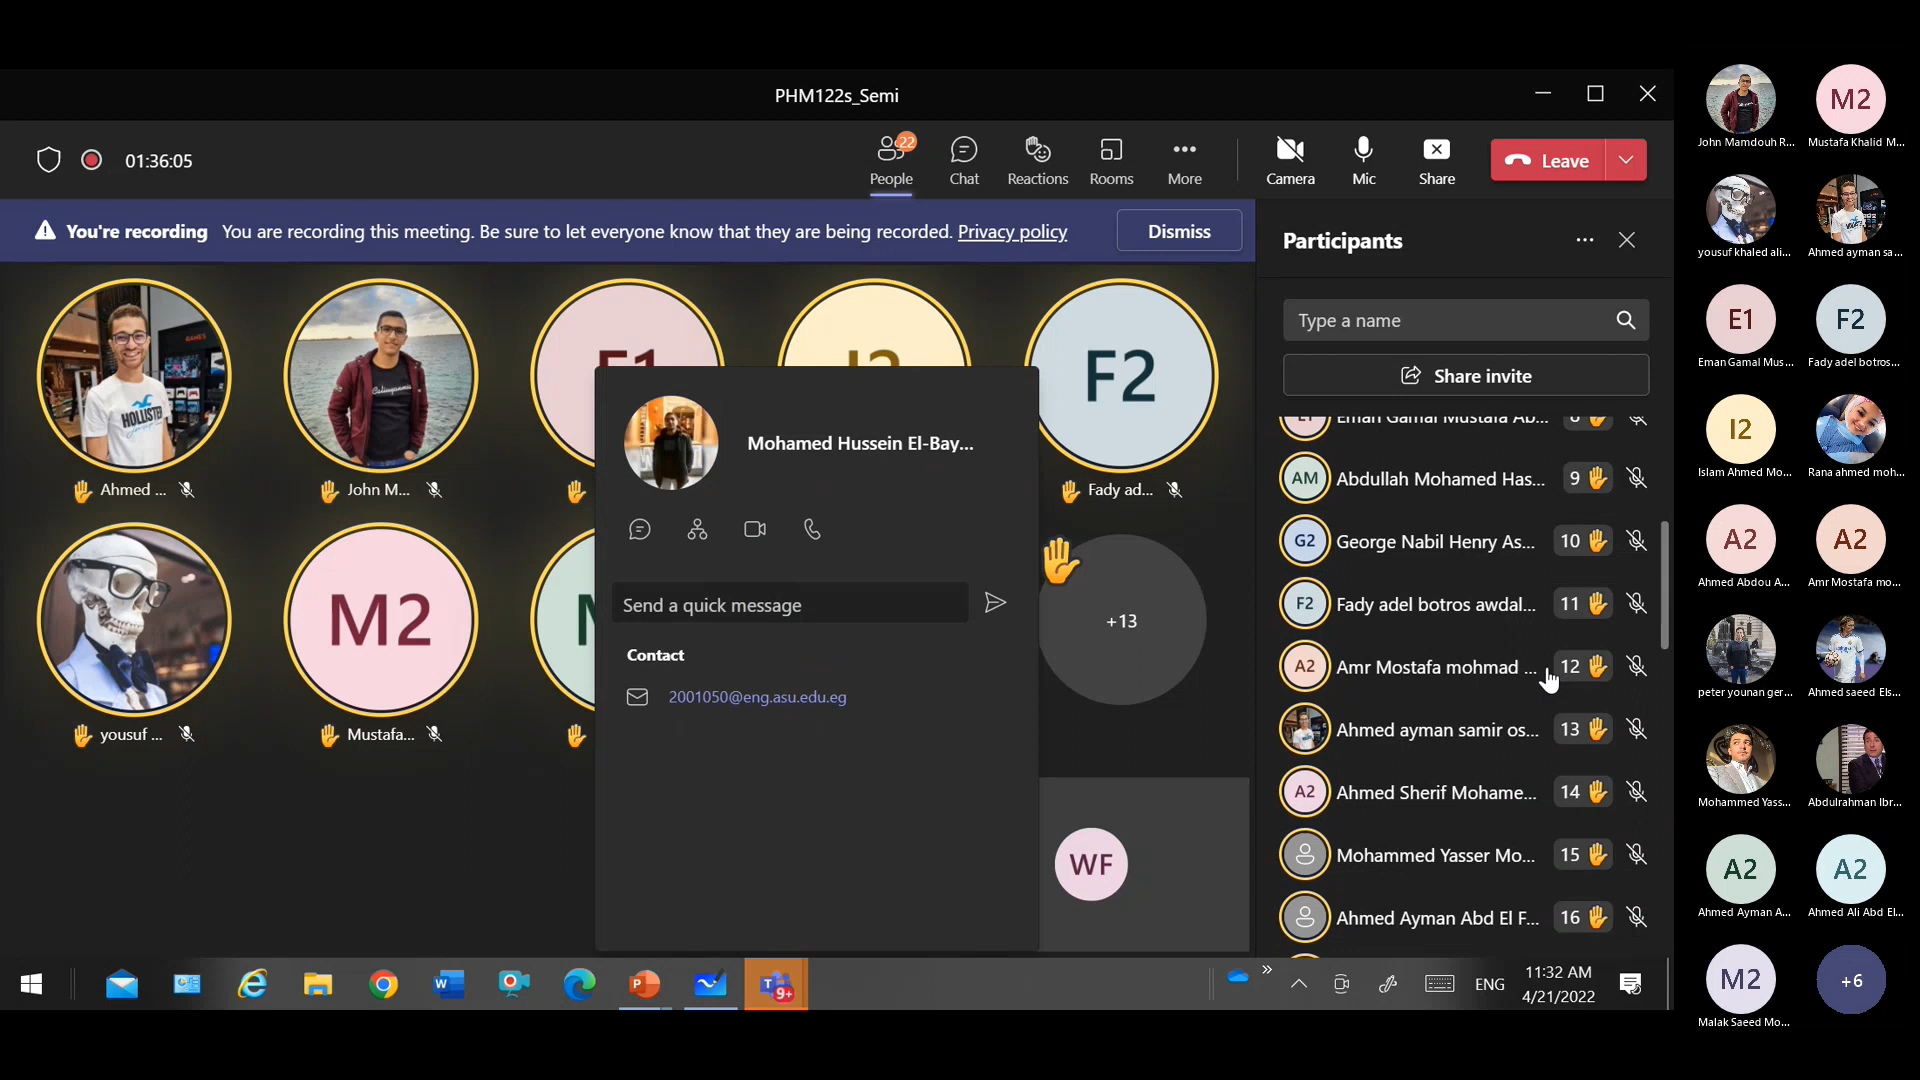 PHM122s_Semi
01:36:05
22
People
Chat
Reactions
Rooms
More
Camera
Mic
Share
Leave
You're recording You are recording this meeting. Be sure to let everyone know that they are being recorded. Privacy policy
Dismiss
Participants
Type a name
Share invite
F2
Ahmed ...
John M...
Fady ad...
M2
+13
yousuf ...
Mustafa...
WF
Mohamed Hussein El-Bay...
Send a quick message
Contact
2001050@eng.asu.edu.eg
Eman Gamal Mustafa Ab... 8
AM Abdullah Mohamed Has... 9
G2 George Nabil Henry As... 10
F2 Fady adel botros awdal... 11
A2 Amr Mostafa mohmad ... 12
Ahmed ayman samir os... 13
A2 Ahmed Sherif Mohame... 14
Mohammed Yasser Mo... 15
Ahmed Ayman Abd El F... 16
9+
ENG
11:32 AM
4/21/2022
John Mamdouh R...
M2
Mustafa Khalid M...
yousuf khaled ali...
Ahmed ayman sa...
E1
Eman Gamal Mus...
F2
Fady adel botros...
I2
Islam Ahmed Mo...
Rana ahmed moh...
A2
Ahmed Abdou A...
A2
Amr Mostafa mo...
peter younan ger...
Ahmed saeed Els...
Mohammed Yass...
Abdulrahman Ibr...
A2
Ahmed Ayman A...
A2
Ahmed Ali Abd El...
M2
Malak Saeed Mo...
+6